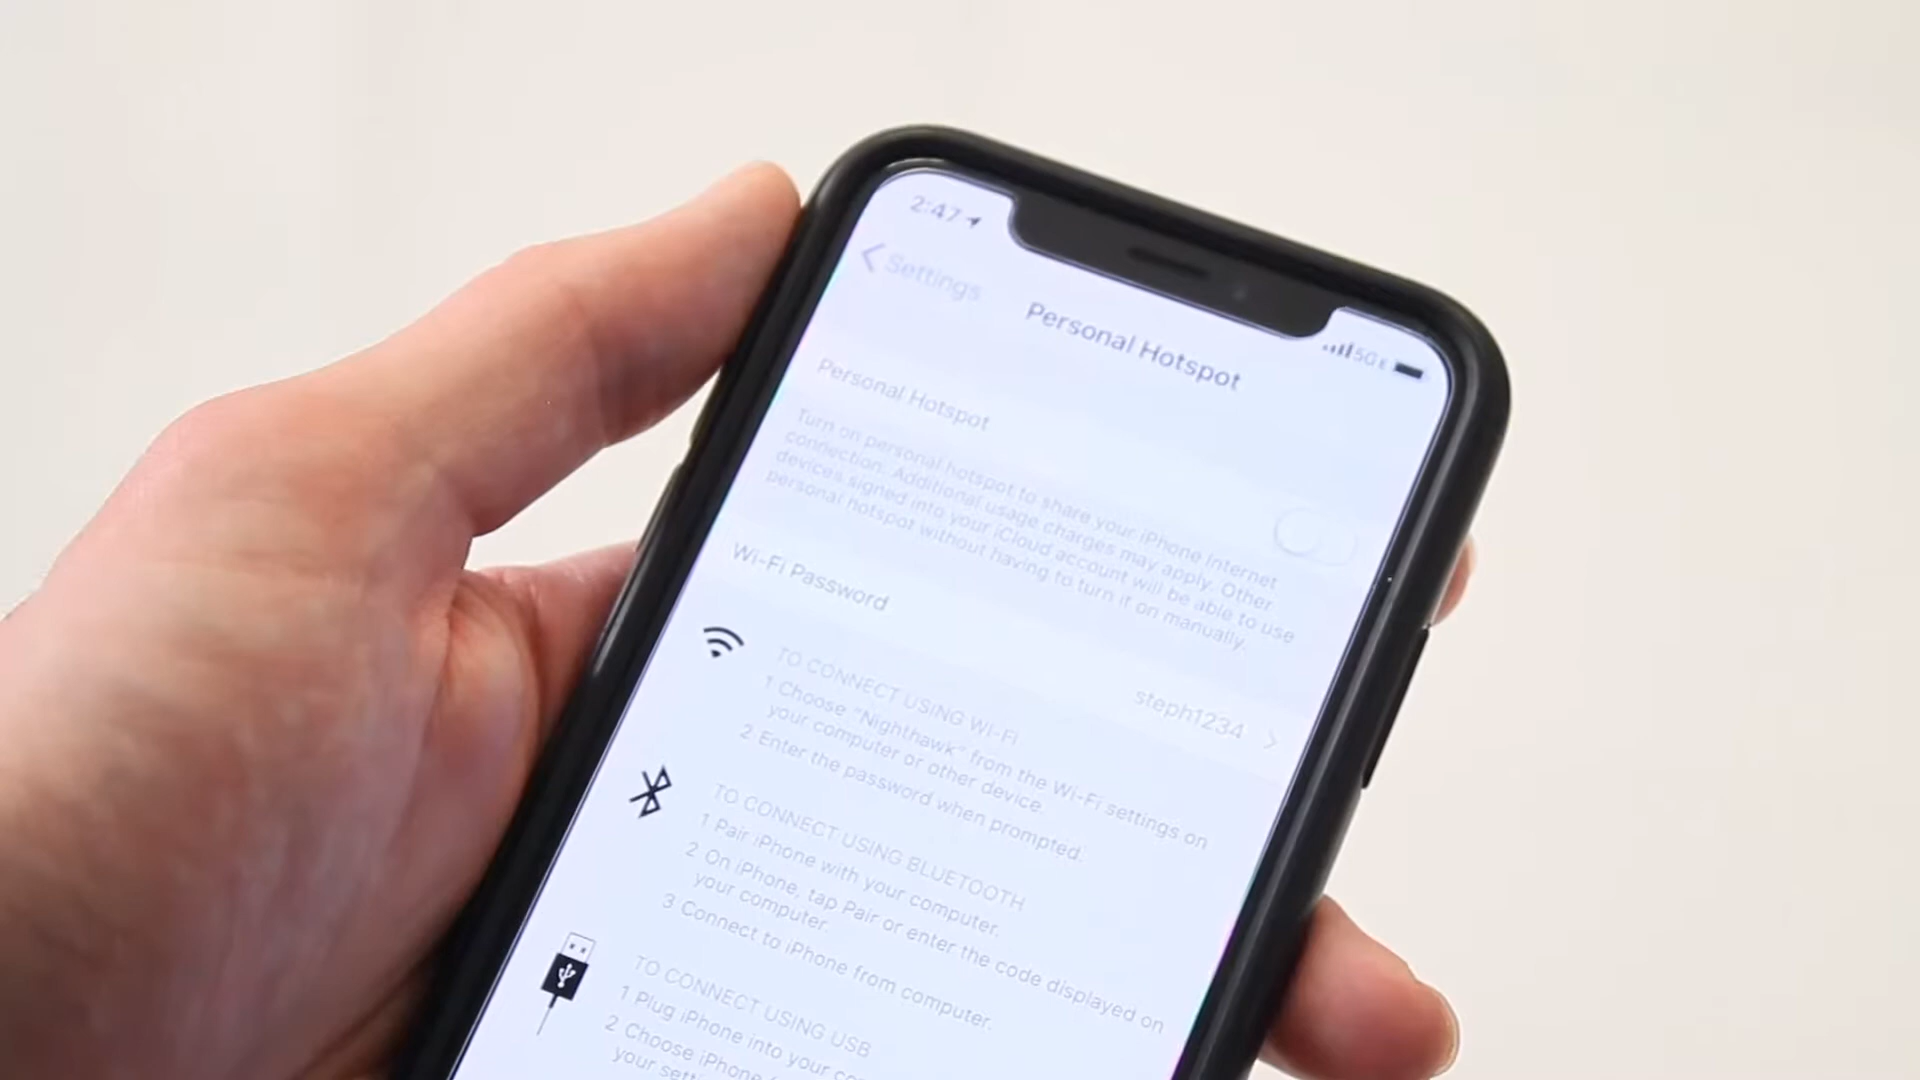 2:47
5G E
Settings
Personal Hotspot
Personal Hotspot
Turn on personal hotspot to share your iPhone Internet
connection. Additional usage charges may apply. Other
devices signed into your iCloud account will be able to use
personal hotspot without having to turn it on manually.
Wi-Fi Password
steph1234
TO CONNECT USING WI-FI
1 Choose "Nighthawk" from the Wi-Fi settings on
your computer or other device.
2 Enter the password when prompted.
TO CONNECT USING BLUETOOTH
1 Pair iPhone with your computer.
2 On iPhone, tap Pair or enter the code displayed on
your computer.
3 Connect to iPhone from computer.
TO CONNECT USING USB
1 Plug iPhone into your
2 Choose iPhone
your